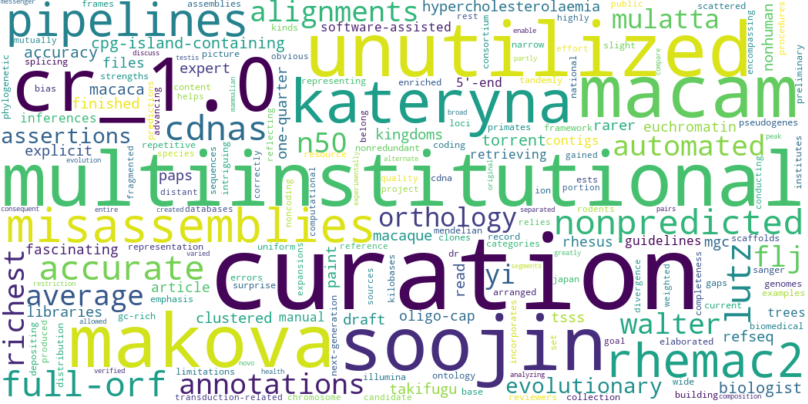 messenger frames assemblies hypercholesterolaemia public scattered
pipelines alignments kinds rest highly mulatta
mutually software-assisted consortium narrow effort slight
cpg-island-containing unutilized nonhuman encompassing procedures
accuracy splicing picture files obvious discuss
phylogenetic bias macaca strengths expert testis mammalian
cr_1.0 finished content helps partly advancing predictions
inferences representing 5'-end enriched tandemly enable
kateryna macam compare national preliminary
assertions cdnas one-quarter reflecting loci broad primates framework euchromatin pseudogenes
explicit repetitive species n50 kingdoms torrent rarer contigs
resource nonredundant belong coding automated
fragmented paps intriguing sequences correctly retrieving gained portion
distant alternate cdna ests peak
multiinstitutional
evolution quality project original ion conducting institutes
consequent created databases noncoding computational experimentally
entire separated rodents pairs composition
misassemblies orthology relies mendelian record nonpredicted
fascinating representation uniform macaque clones categories rhesus guidelines mgc scaffolds
varied reference dr read yi japan flj sanger
richest accurate errors expansions paint curation arranged refseq genomes
surprise article emphasis kilobases sources divergence weighted completeness gaps current examples
average libraries clustered manual draft oligo-cap tsss lutz
gc-rich next-generation incorporates set goal elaborated trees
restriction depositing produced distribution makova soojin walter biomedical
allowed limitations illumina segments greatly wide
full-orf annotations ontology takifugu evolutionary rhemac2
verified novo health base analyzing reviewers building biologist
transduction-related chromosome candidate collection